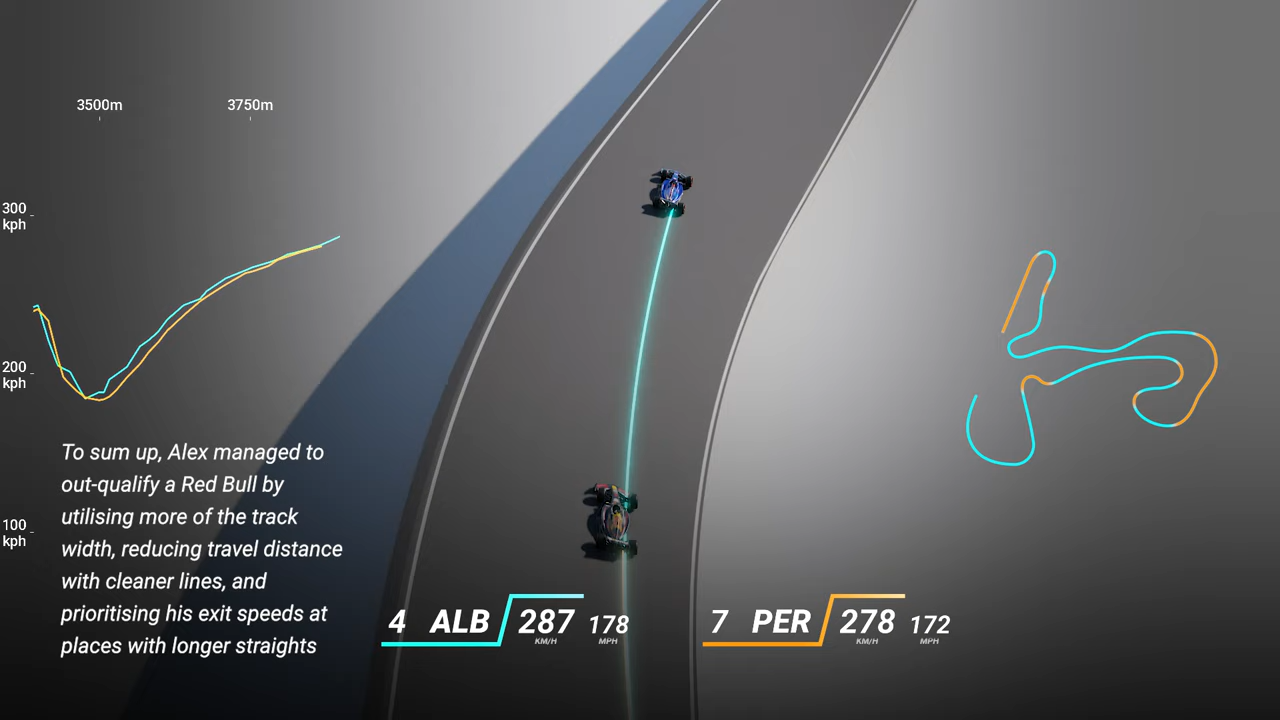 3500m 3750m
300
kph
200
kph
100
kph
To sum up, Alex managed to
out-qualify a Red Bull by
utilising more of the track
width, reducing travel distance
with cleaner lines, and
prioritising his exit speeds at
places with longer straights
4 ALB 287 KM/H 178 MPH
7 PER 278 KM/H 172 MPH